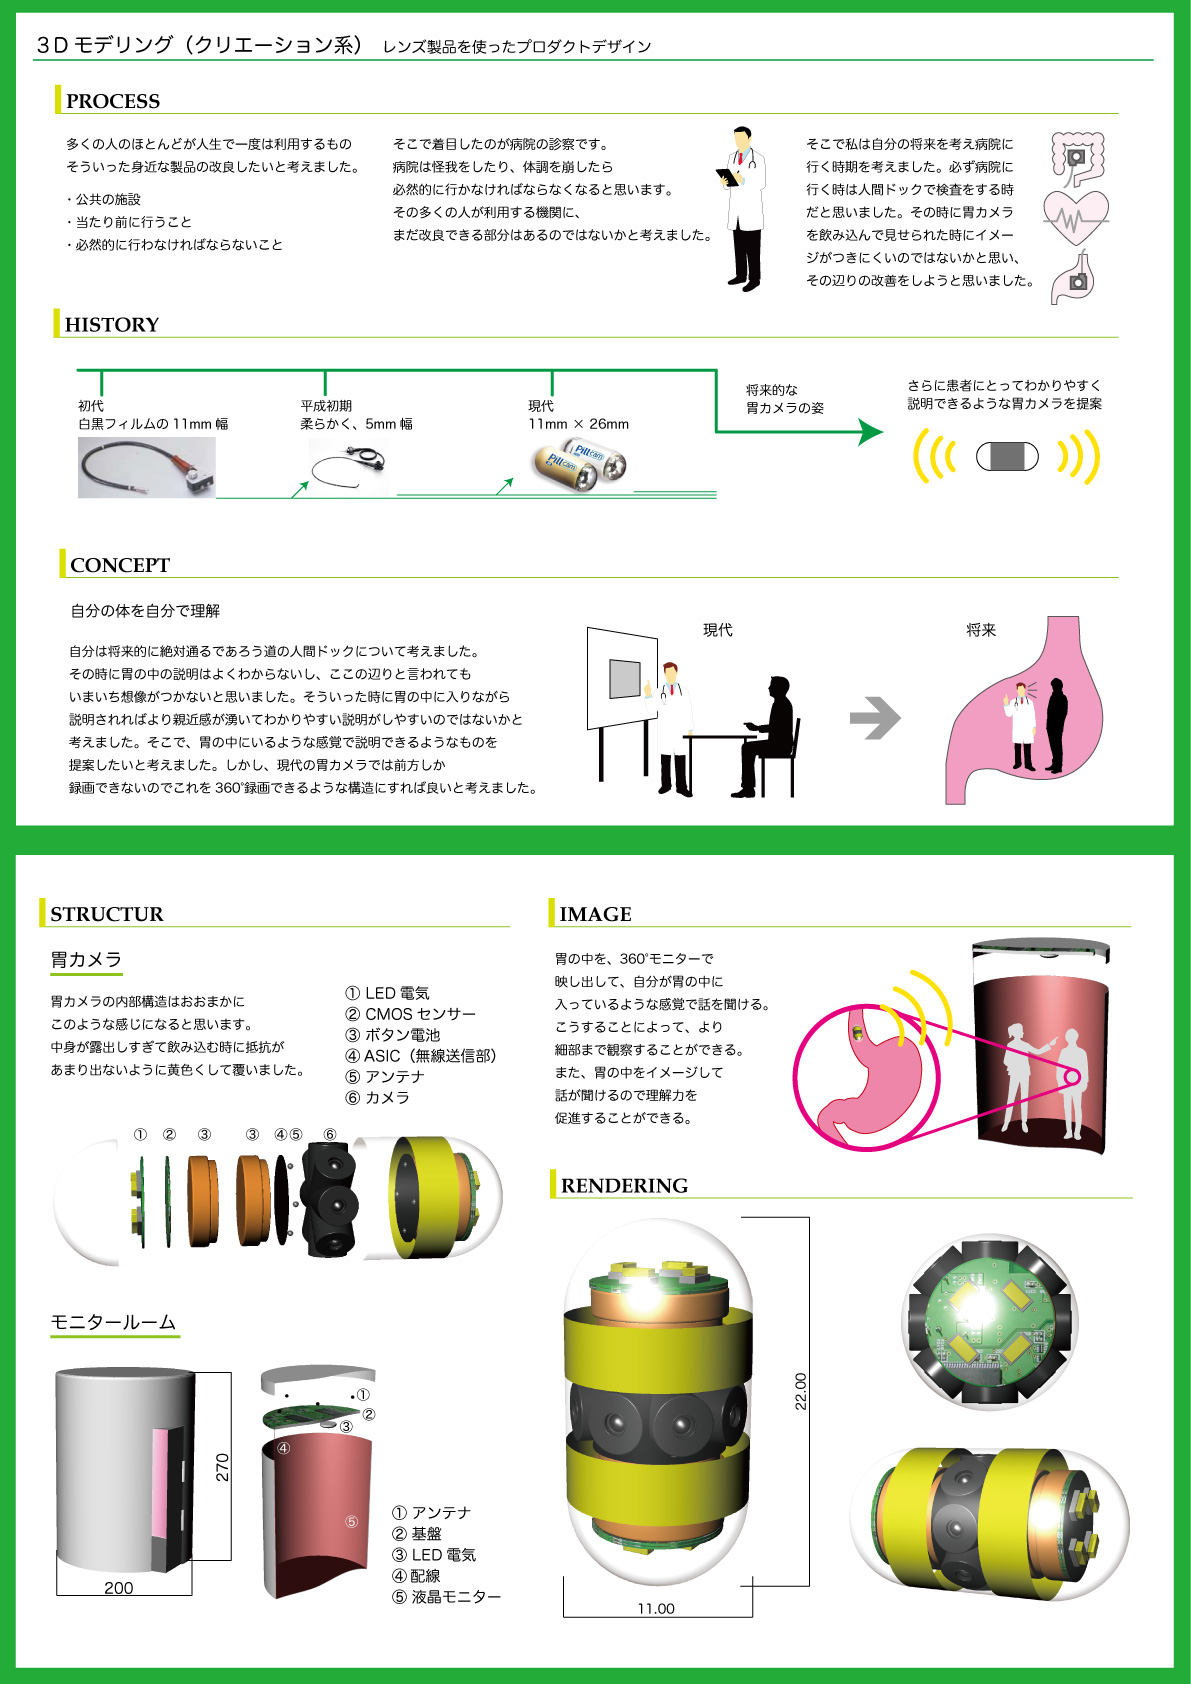 ３Ｄモデリング（クリエーション系） レンズ製品を使ったプロダクトデザイン
PROCESS
多くの人のほとんどが人生で一度は利用するもの
そういった身近な製品の改良したいと考えました。
・公共の施設
・当たり前に行うこと
・必然的に行わなければならないこと
そこで着目したのが病院の診察です。
病院は怪我をしたり、体調を崩したら
必然的に行かなければならなくなると思います。
その多くの人が利用する機関に、
まだ改良できる部分はあるのではないかと考えました。
そこで私は自分の将来を考え病院に
行く時期を考えました。必ず病院に
行く時は人間ドックで検査をする時
だと思いました。その時に胃カメラ
を飲み込んで見せられた時にイメー
ジがつきにくいのではないかと思い、
その辺りの改善をしようと思いました。
HISTORY
初代
白黒フィルムの11mm幅
平成初期
柔らかく、5mm幅
現代
11mm × 26mm
Pillcam
Pillcam
将来的な
胃カメラの姿
さらに患者にとってわかりやすく
説明できるような胃カメラを提案
CONCEPT
自分の体を自分で理解
自分は将来的に絶対通るであろう道の人間ドックについて考えました。
その時に胃の中の説明はよくわからないし、ここの辺りと言われても
いまいち想像がつかないと思いました。そういった時に胃の中に入りながら
説明されればより親近感が湧いてわかりやすい説明がしやすいのではないかと
考えました。そこで、胃の中にいるような感覚で説明できるようなものを
提案したいと考えました。しかし、現代の胃カメラでは前方しか
録画できないのでこれを360°録画できるような構造にすれば良いと考えました。
現代
将来
STRUCTUR
胃カメラ
胃カメラの内部構造はおおまかに
このような感じになると思います。
中身が露出しすぎて飲み込む時に抵抗が
あまり出ないように黄色くして覆いました。
① LED電気
② CMOSセンサー
③ ボタン電池
④ ASIC（無線送信部）
⑤ アンテナ
⑥ カメラ
① ② ③ ③ ④⑤ ⑥
モニタールーム
270
200
①
②
③
④
⑤
① アンテナ
② 基盤
③ LED電気
④ 配線
⑤ 液晶モニター
IMAGE
胃の中を、360°モニターで
映し出して、自分が胃の中に
入っているような感覚で話を聞ける。
こうすることによって、より
細部まで観察することができる。
また、胃の中をイメージして
話が聞けるので理解力を
促進することができる。
RENDERING
22.00
11.00